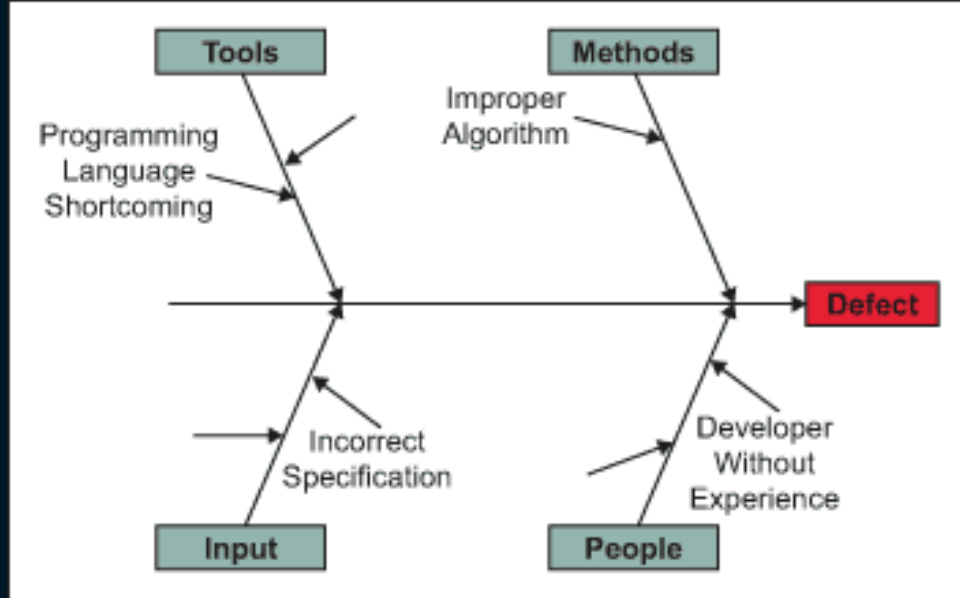 Tools
Methods
Programming
Language
Shortcoming
Improper
Algorithm
Defect
Incorrect
Specification
Developer
Without
Experience
Input
People